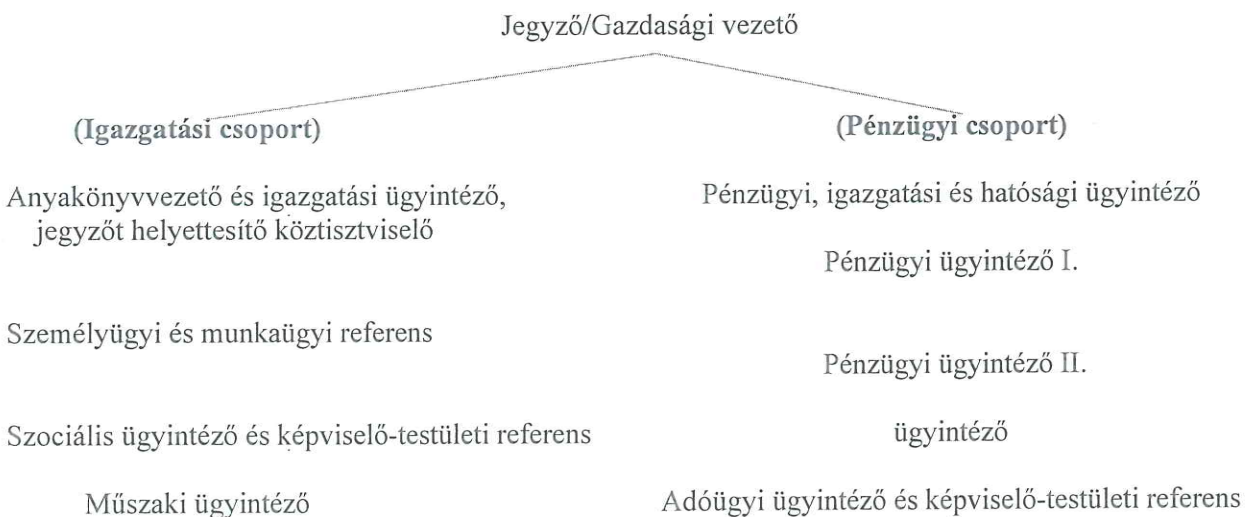 Jegyző/Gazdasági vezető
(Igazgatási csoport)
Anyakönyvvezető és igazgatási ügyintéző,
jegyzőt helyettesítő köztisztviselő
Személyügyi és munkaügyi referens
Szociális ügyintéző és képviselő-testületi referens
Műszaki ügyintéző
(Pénzügyi csoport)
Pénzügyi, igazgatási és hatósági ügyintéző
Pénzügyi ügyintéző I.
Pénzügyi ügyintéző II.
ügyintéző
Adóügyi ügyintéző és képviselő-testületi referens